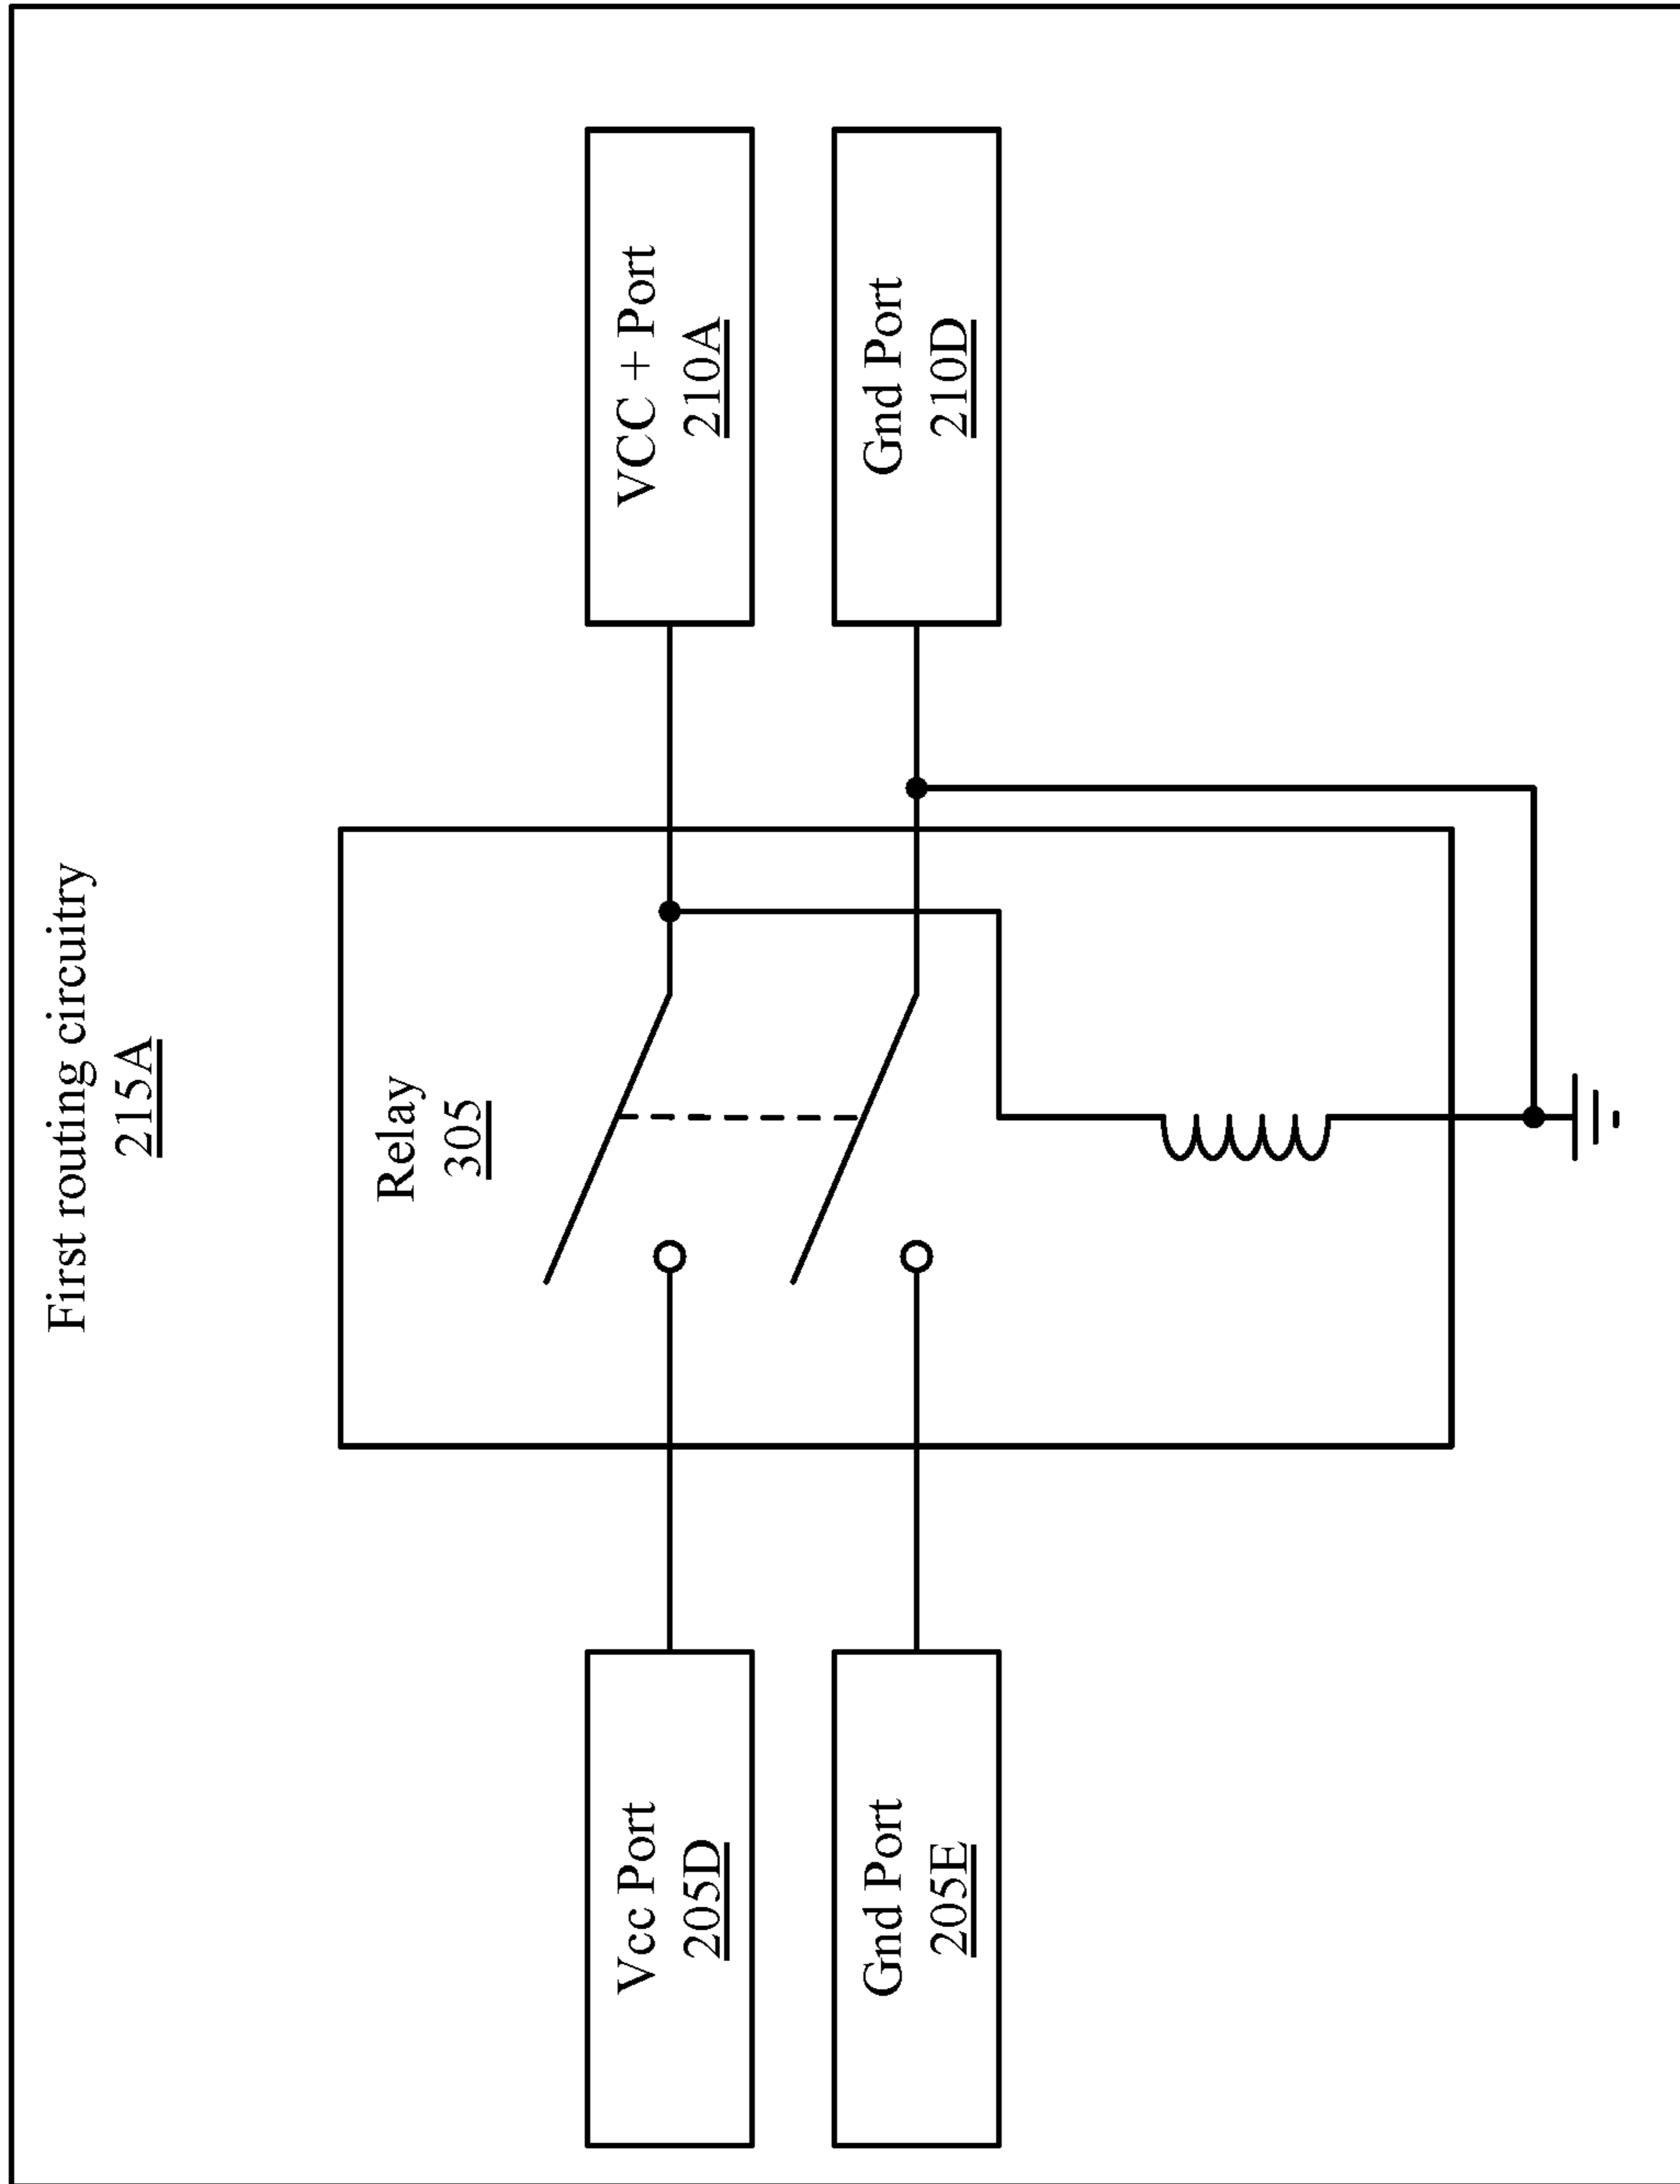 First routing circuitry
215A
Relay
305
Vcc Port
205D
VCC + Port
210A
Gnd Port
205E
Gnd Port
210D